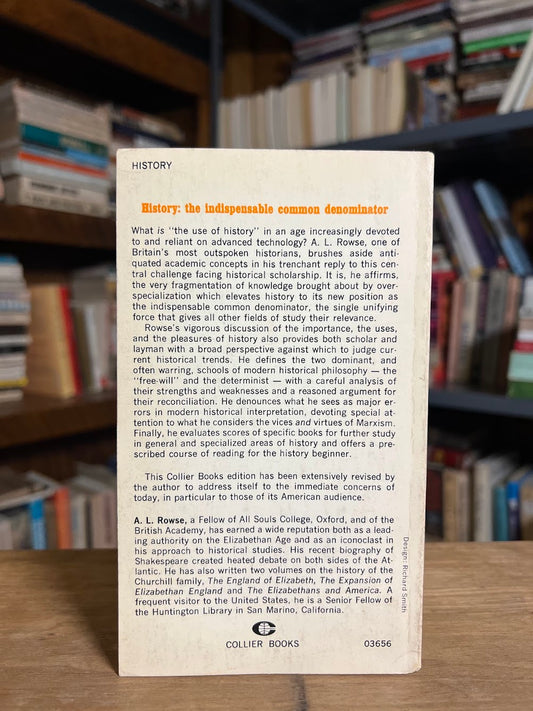 HISTORY
History: the indispensable common denominator
What is "the use of history" in an age increasingly devoted
to and reliant on advanced technology? A. L. Rowse, one of
Britain's most outspoken historians, brushes aside anti-
quated academic concepts in his trenchant reply to this cen-
tral challenge facing historical scholarship. It is, he affirms,
the very fragmentation of knowledge brought about by over-
specialization which elevates history to its new position as
the indispensable common denominator, the single unifying
force that gives all other fields of study their relevance.
Rowse's vigorous discussion of the importance, the uses,
and the pleasures of history also provides both scholar and
layman with a broad perspective against which to judge cur-
rent historical trends. He defines the two dominant, and
often warring, schools of modern historical philosophy — the
"free-will" and the determinist — with a careful analysis of
their strengths and weaknesses and a reasoned argument for
their reconciliation. He denounces what he sees as major er-
rors in modern historical interpretation, devoting special at-
tention to what he considers the vices and virtues of Marxism.
Finally, he evaluates scores of specific books for further study
in general and specialized areas of history and offers a pre-
scribed course of reading for the history beginner.
This Collier Books edition has been extensively revised by
the author to address itself to the immediate concerns of
today, in particular to those of its American audience.
A. L. Rowse, a Fellow of All Souls College, Oxford, and of the
British Academy, has earned a wide reputation both as a lead-
ing authority on the Elizabethan Age and as an iconoclast in
his approach to historical studies. His recent biography of
Shakespeare created heated debate on both sides of the At-
lantic. He has also written two volumes on the history of the
Churchill family, The England of Elizabeth, The Expansion of
Elizabethan England and The Elizabethans and America. A
frequent visitor to the United States, he is a Senior Fellow of
the Huntington Library in San Marino, California.
Design: Richard Smith
COLLIER BOOKS
03656